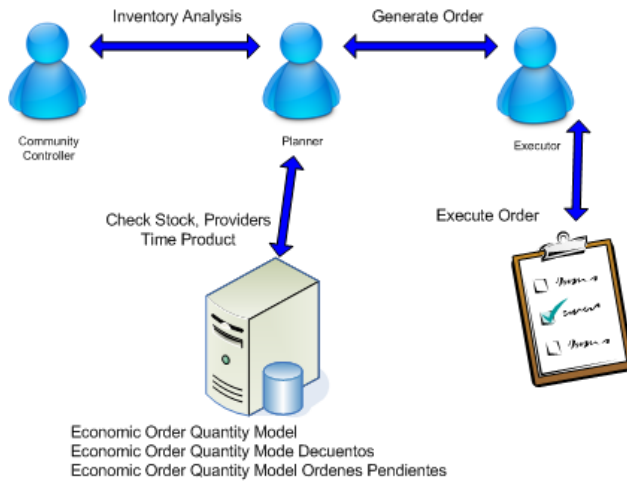 Inventory Analysis
Generate Order
Community
Controller
Planner
Executor
Check Stock, Providers
Time Product
Execute Order
Economic Order Quantity Model
Economic Order Quantity Mode Decuentos
Economic Order Quantity Model Ordenes Pendientes